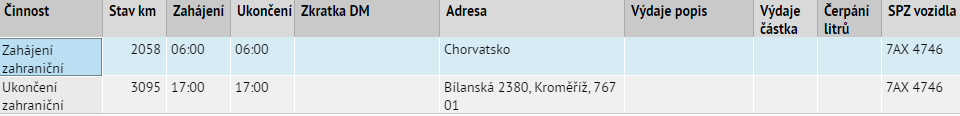 Činnost Stav km Zahájení Ukončení Zkratka DM Adresa Výdaje popis Výdaje částka Čerpání litrů SPZ vozidla
Zahájení zahraniční 2058 06:00 06:00 Chorvatsko 7AX 4746
Ukončení zahraniční 3095 17:00 17:00 Bílanská 2380, Kroměříž, 767 01 7AX 4746